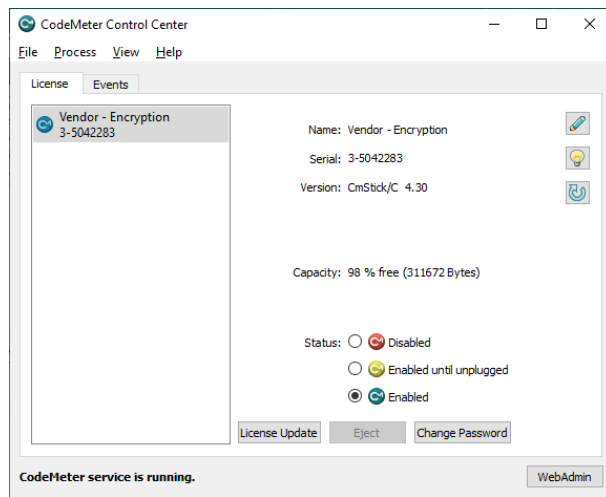 CodeMeter Control Center
File Process View Help
License Events
Vendor - Encryption
3-5042283
Name: Vendor - Encryption
Serial: 3-5042283
Version: CmStick/C 4.30
Capacity: 98 % free (311672 Bytes)
Status: Disabled
Enabled until unplugged
Enabled
License Update Eject Change Password
CodeMeter service is running. WebAdmin